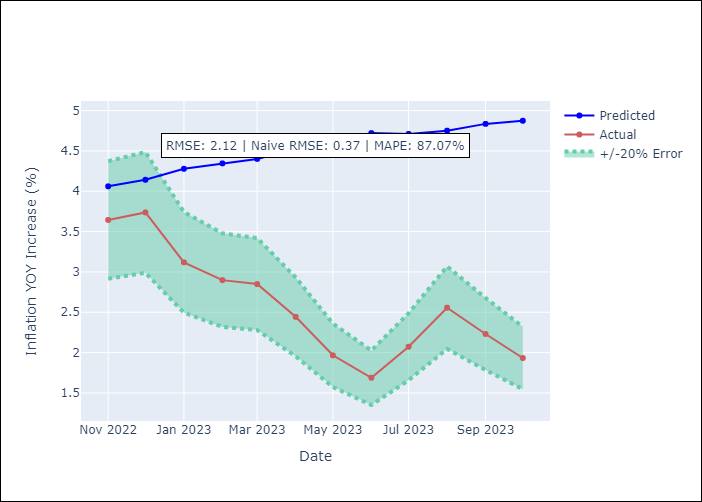 5
4.5
4
3.5
3
2.5
2
1.5
Inflation YOY Increase (%)
RMSE: 2.12 | Naive RMSE: 0.37 | MAPE: 87.07%
Predicted
Actual
+/-20% Error
Nov 2022 Jan 2023 Mar 2023 May 2023 Jul 2023 Sep 2023
Date